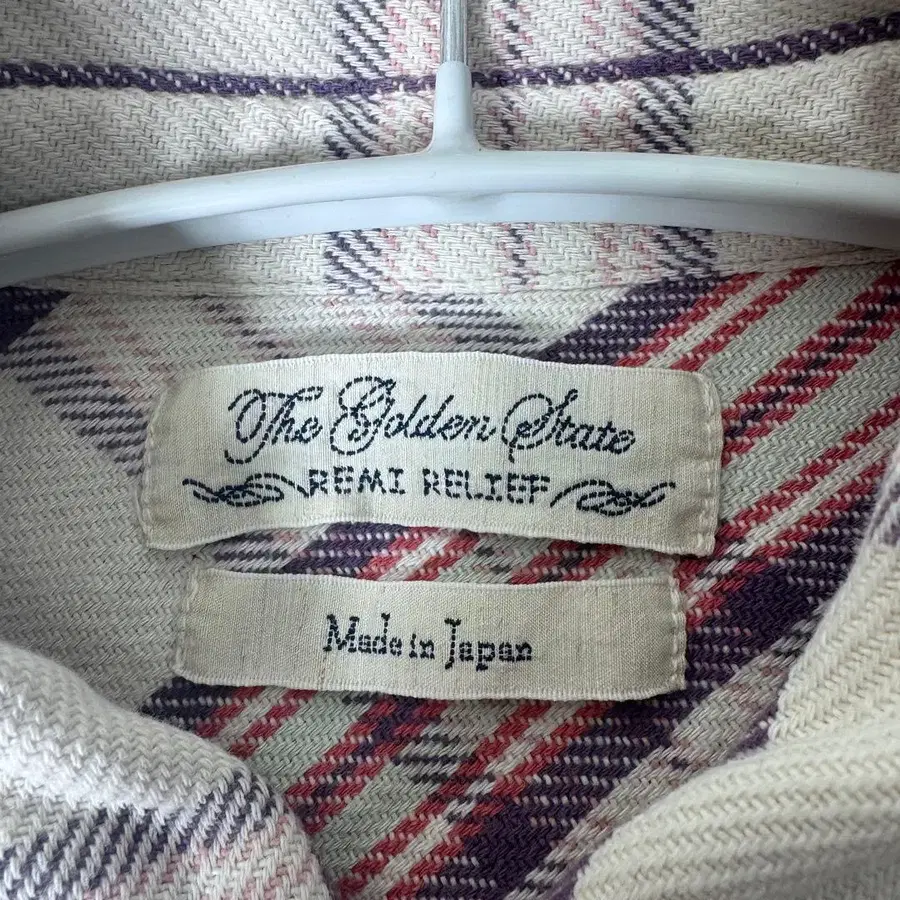 The Golden State
REMI RELIEF
Made in Japan